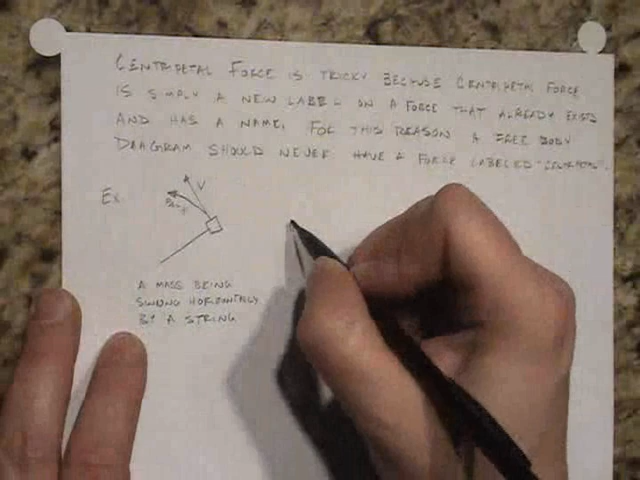 CENTRIPETAL FORCE IS TRICKY BECAUSE CENTRIPETAL FORCE
IS SIMPLY A NEW LABEL ON A FORCE THAT ALREADY EXISTS
AND HAS A NAME. FOR THIS REASON A FREE BODY
DIAGRAM SHOULD NEVER HAVE A FORCE LABELED "CENTRIPETAL".
Ex.
V
PATH
A MASS BEING
SWUNG HORIZONTALLY
BY A STRING